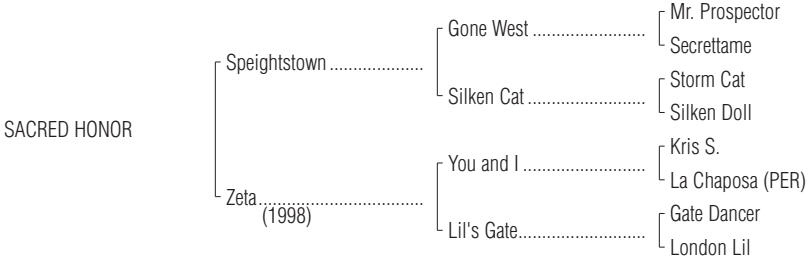 Mr. Prospector
Gone West ........................
Secrettame
Speightstown ....................
Storm Cat
Silken Cat .........................
Silken Doll
SACRED HONOR
Kris S.
You and I ..........................
La Chaposa (PER)
Zeta...................................
(1998)
Gate Dancer
Lil's Gate...........................
London Lil